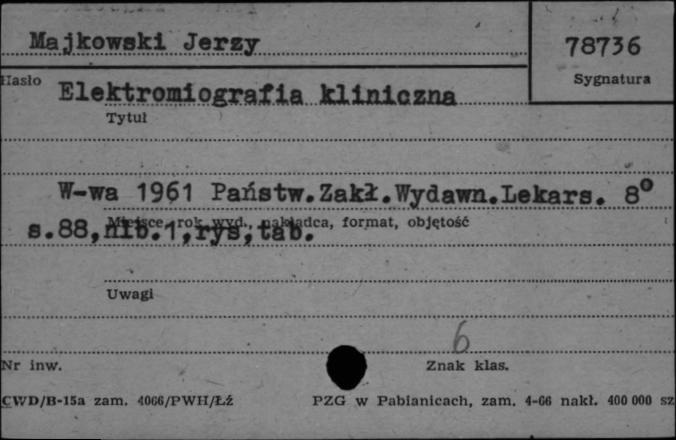 Majkowski Jerzy
78736
Hasło
Sygnatura
Elektromiografia kliniczna
Tytuł
W-wa 1961 Państw.Zakł.Wydawn.Lekars. 8°
Miejsce, rok wyd., nakładca, format, objętość
s.88,nlb.1,rys,tab.
Uwagi
6
Nr inw.
Znak klas.
CWD/B-15a zam. 4066/PWH/Łź
PZG w Pabianicach, zam. 4-66 nakł. 400 000 sz